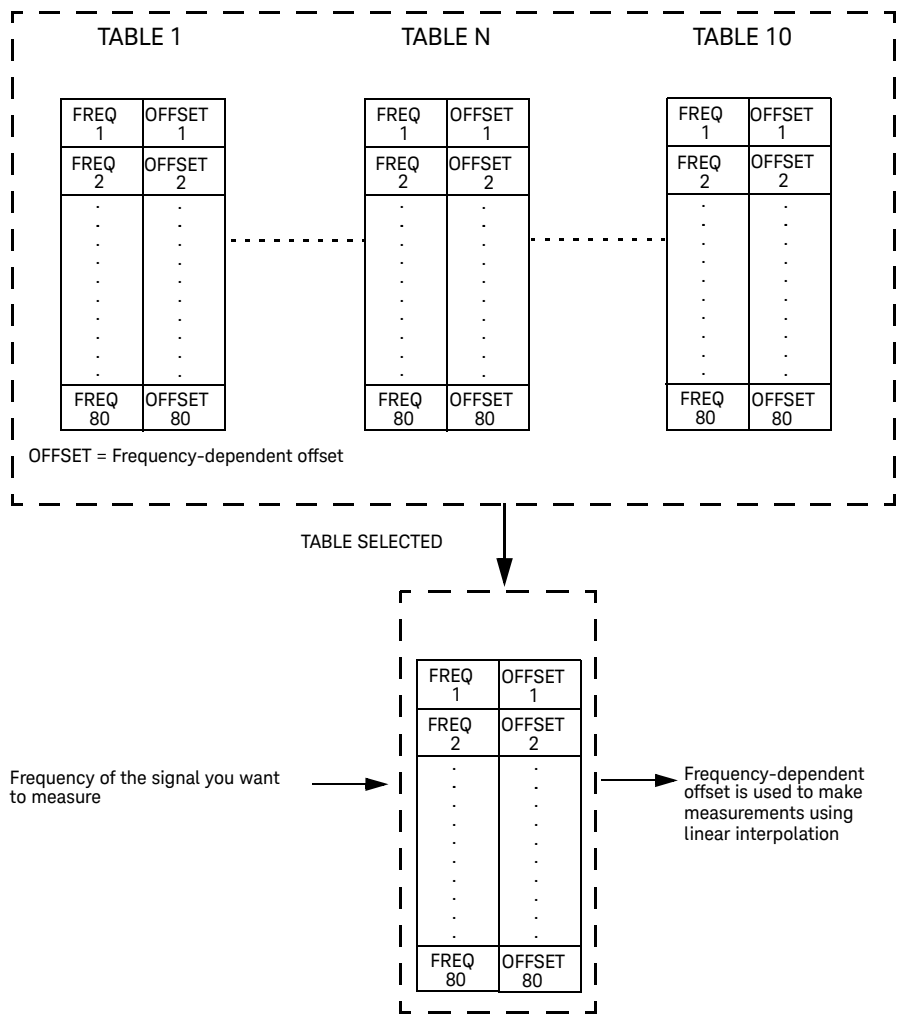 TABLE 1 TABLE N TABLE 10
FREQ OFFSET FREQ OFFSET FREQ OFFSET
1 1 1 1 1 1
FREQ OFFSET FREQ OFFSET FREQ OFFSET
2 2 2 2 2 2
FREQ OFFSET FREQ OFFSET FREQ OFFSET
80 80 80 80 80 80
OFFSET = Frequency-dependent offset
TABLE SELECTED
FREQ OFFSET
1 1
FREQ OFFSET
2 2
Frequency of the signal you want
to measure
Frequency-dependent
offset is used to make
measurements using
linear interpolation
FREQ OFFSET
80 80